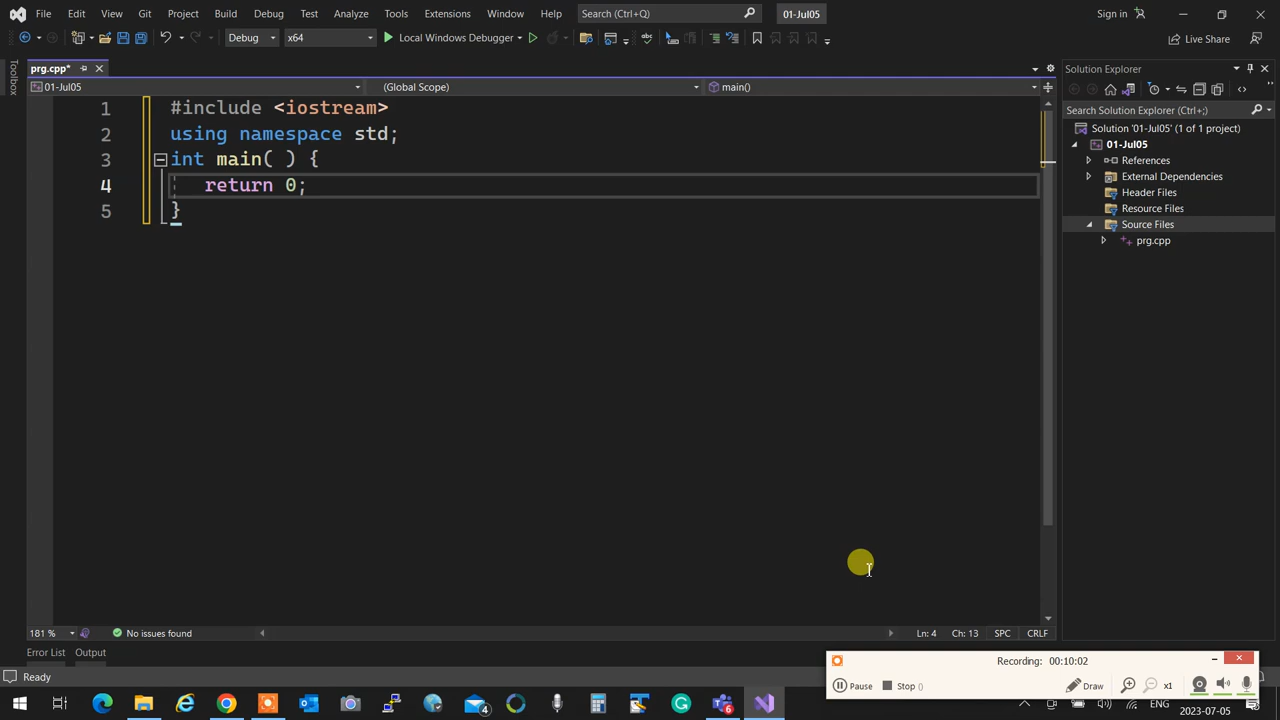 File Edit View Git Project Build Debug Test Analyze Tools Extensions Window Help Search (Ctrl+Q) 01-Jul05 Sign in
Debug x64 Local Windows Debugger Live Share
Toolbox
prg.cpp*
01-Jul05 (Global Scope) main()
1 #include <iostream>
2 using namespace std;
3 int main( ) {
4 return 0;
5 }
Solution Explorer
Search Solution Explorer (Ctrl+;)
Solution '01-Jul05' (1 of 1 project)
01-Jul05
References
External Dependencies
Header Files
Resource Files
Source Files
prg.cpp
181 % No issues found Ln: 4 Ch: 13 SPC CRLF
Error List Output
Ready
Recording: 00:10:02
Pause Stop () Draw x1
4 6 ENG 2023-07-05